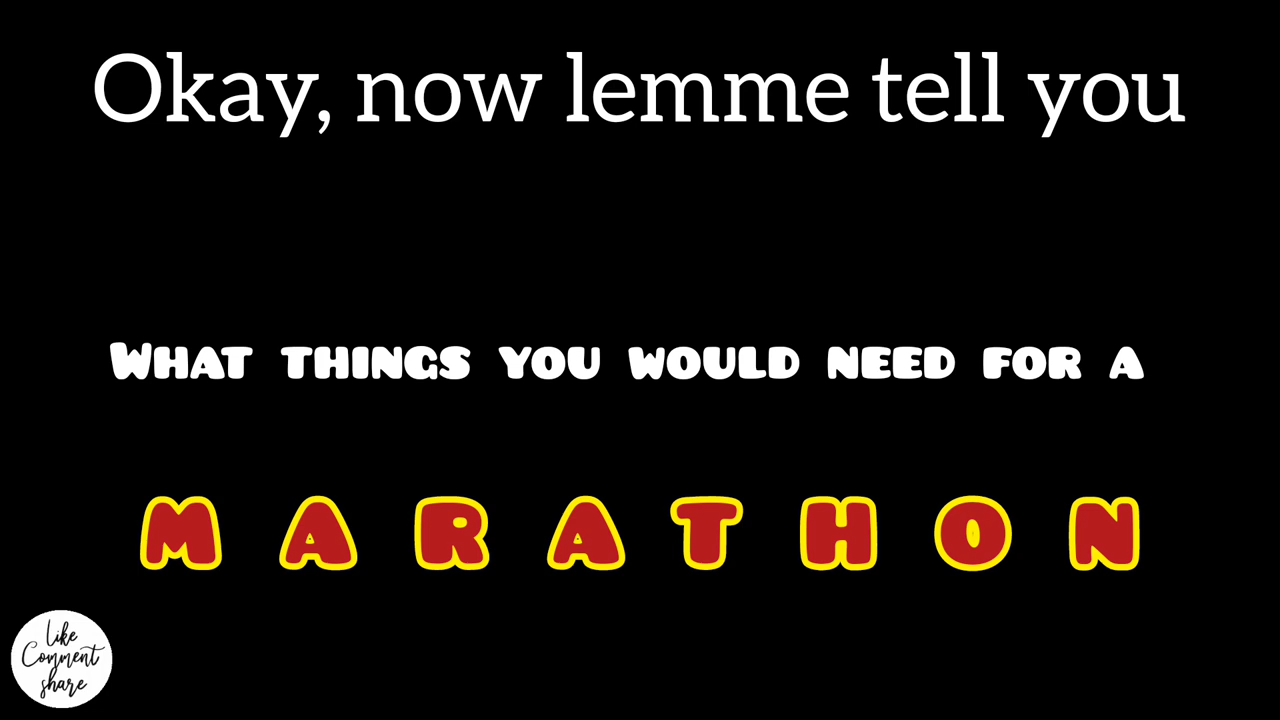 Okay, now lemme tell you
What things you would need for a
MARATHON
like
Comment
share